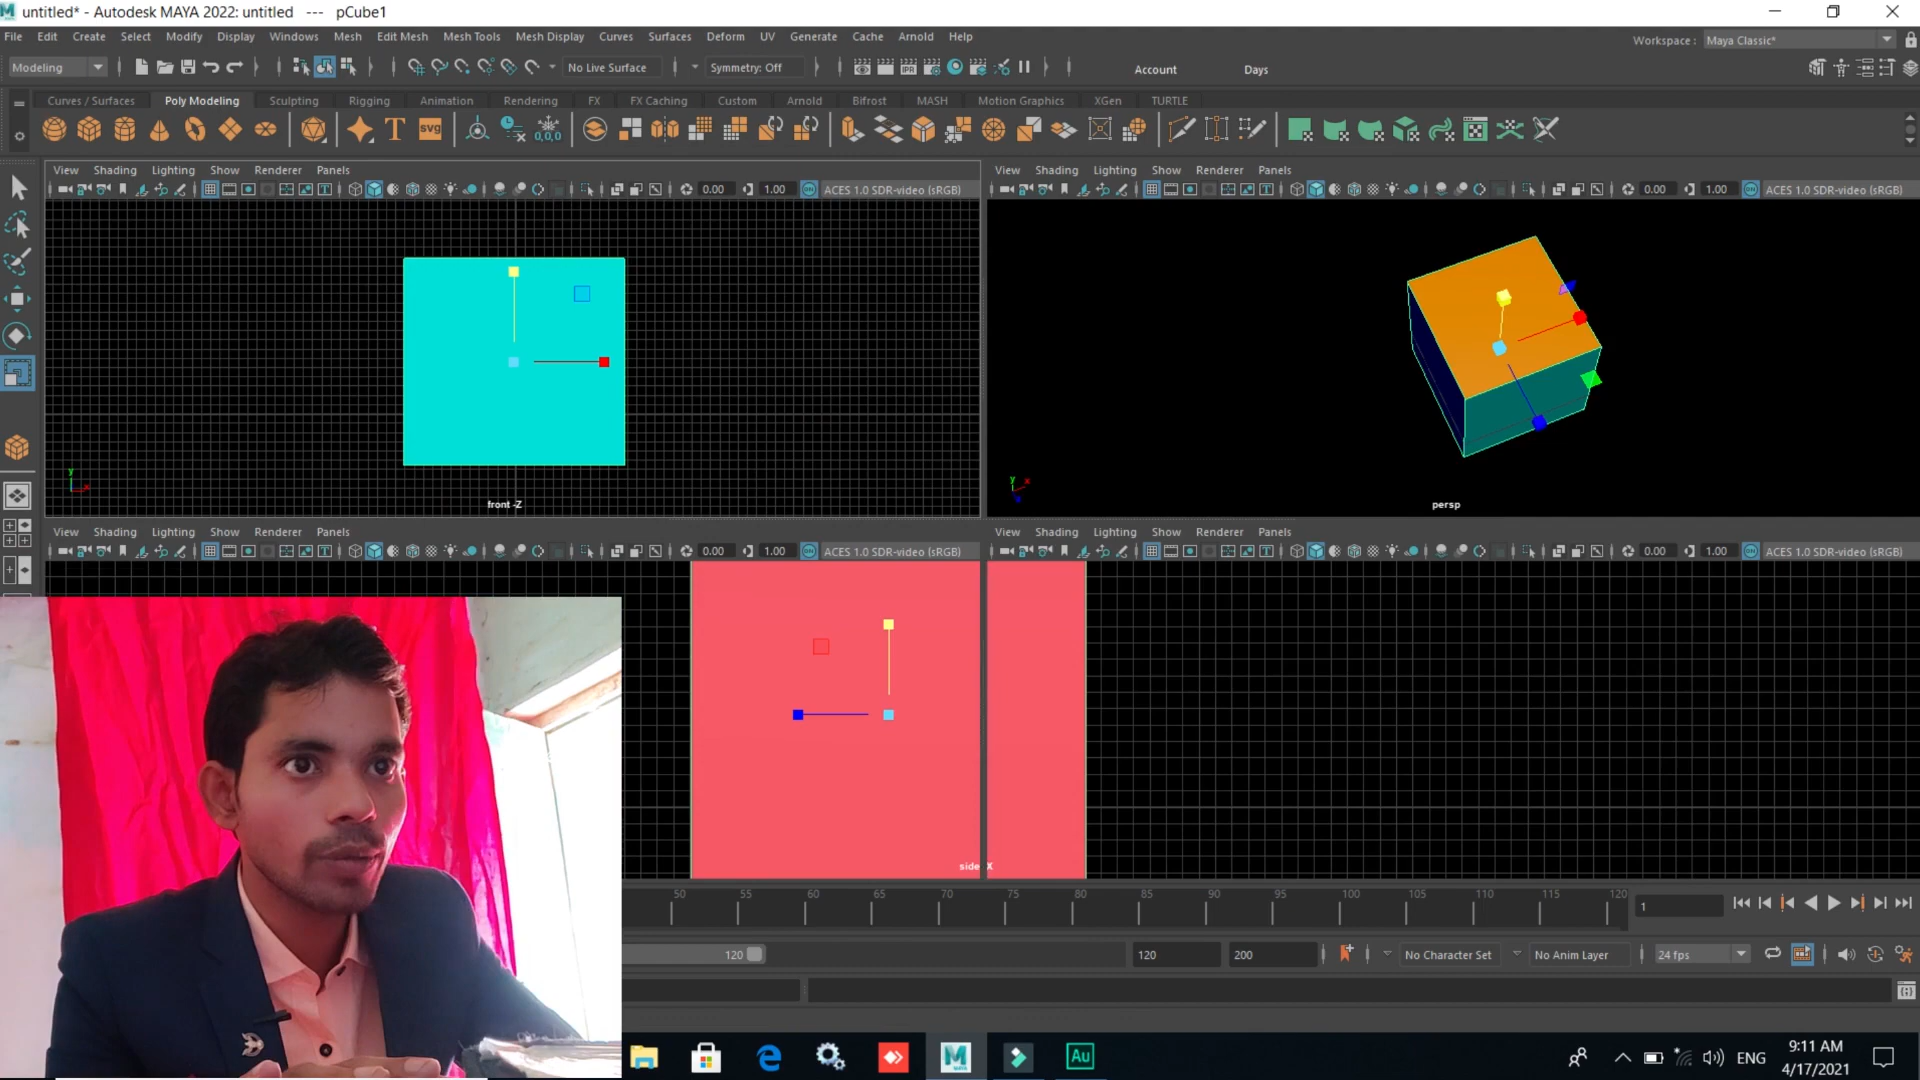 untitled* - Autodesk MAYA 2022: untitled --- pCube1
File Edit Create Select Modify Display Windows Mesh Edit Mesh Mesh Tools Mesh Display Curves Surfaces Deform UV Generate Cache Arnold Help
Workspace : Maya Classic*
Modeling No Live Surface Symmetry: Off Account Days
Curves / Surfaces Poly Modeling Sculpting Rigging Animation Rendering FX FX Caching Custom Arnold Bifrost MASH Motion Graphics XGen TURTLE
T svg 0,0,0
View Shading Lighting Show Renderer Panels
0.00 1.00 ACES 1.0 SDR-video (sRGB)
y
x
front -Z
View Shading Lighting Show Renderer Panels
0.00 1.00 ACES 1.0 SDR-video (sRGB)
y
x
persp
View Shading Lighting Show Renderer Panels
0.00 1.00 ACES 1.0 SDR-video (sRGB)
View Shading Lighting Show Renderer Panels
0.00 1.00 ACES 1.0 SDR-video (sRGB)
side X
50 55 60 65 70 75 80 85 90 95 100 105 110 115 120
1
120 120 200 No Character Set No Anim Layer 24 fps
M MAYA Au ENG 9:11 AM
4/17/2021